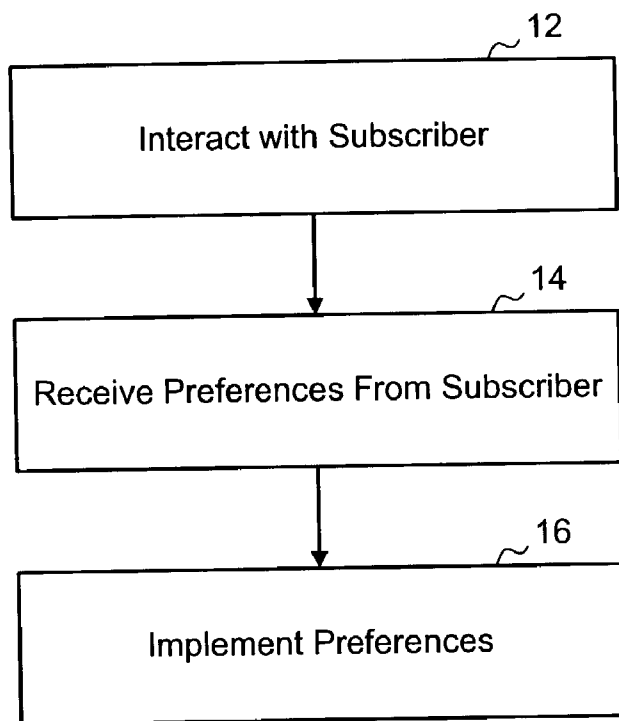 12
Interact with Subscriber
14
Receive Preferences From Subscriber
16
Implement Preferences